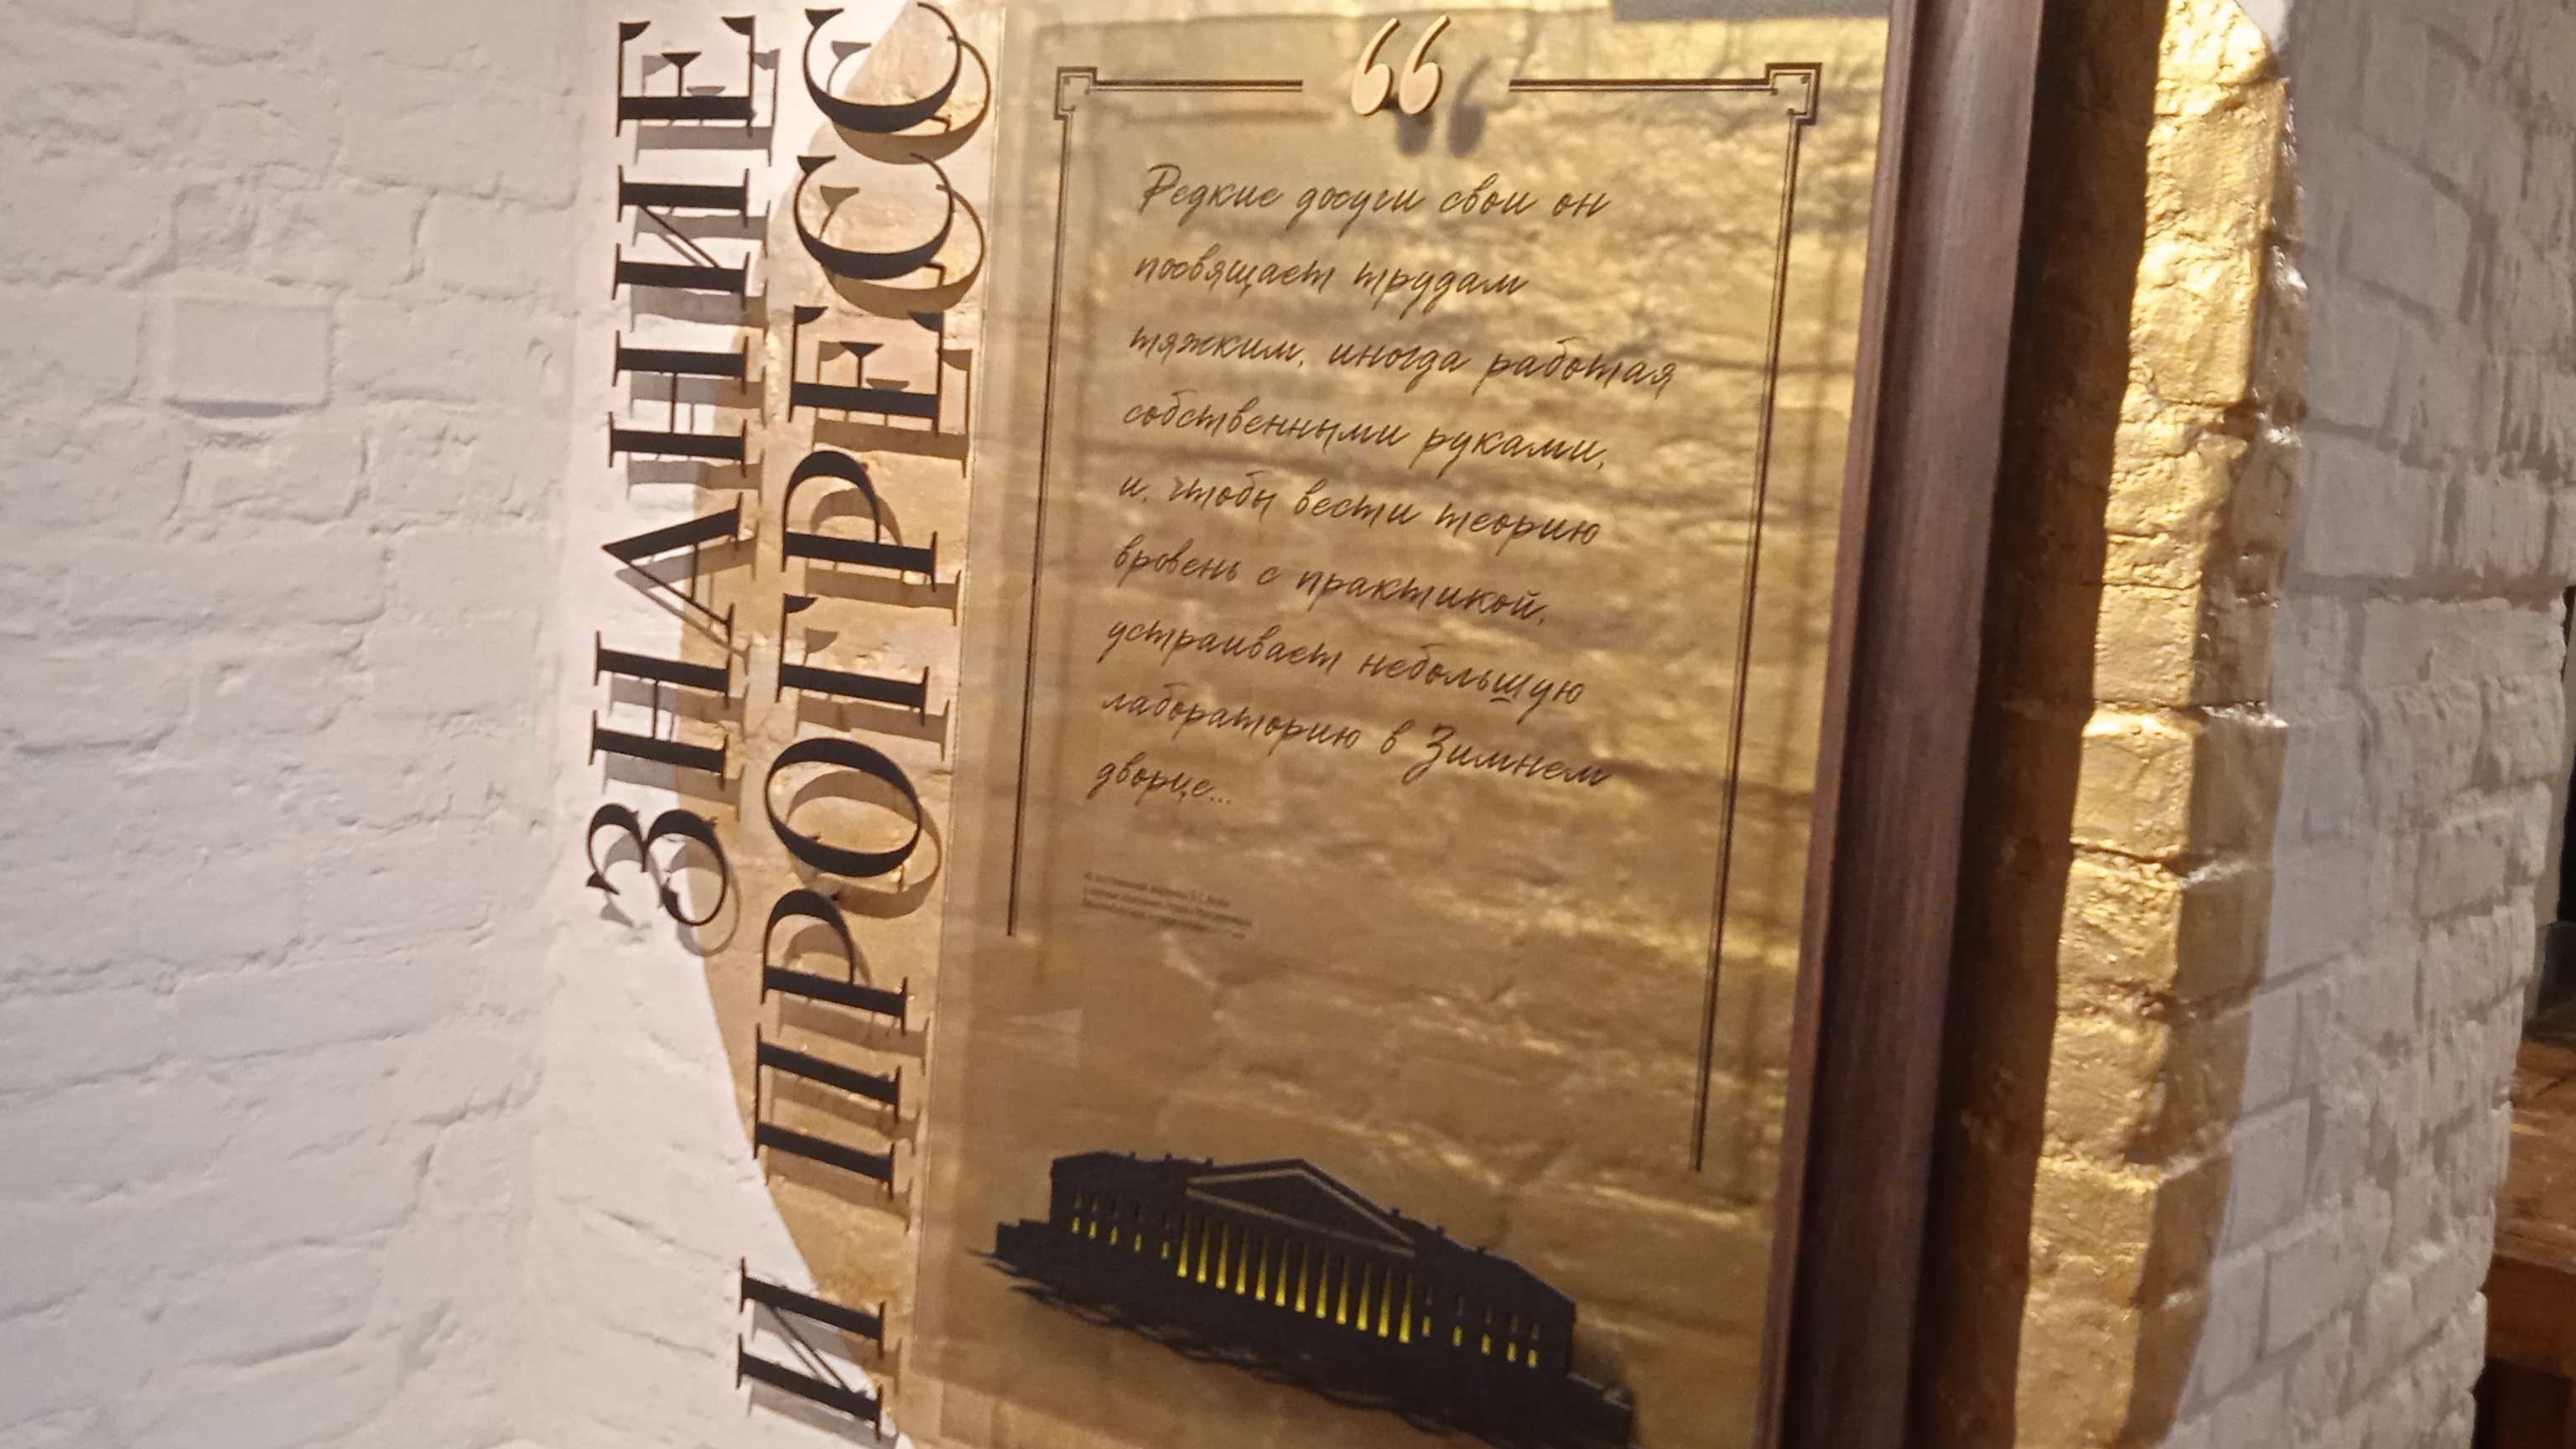 ЗНАНИЕ
И ПРОГРЕСС
“
Редкие досуги свои он
посвящает трудам
тяжким, иногда работая
собственными руками,
и, чтобы вести теорию
вровень с практикой,
устраивает небольшую
лабораторию в Зимнем
дворце...